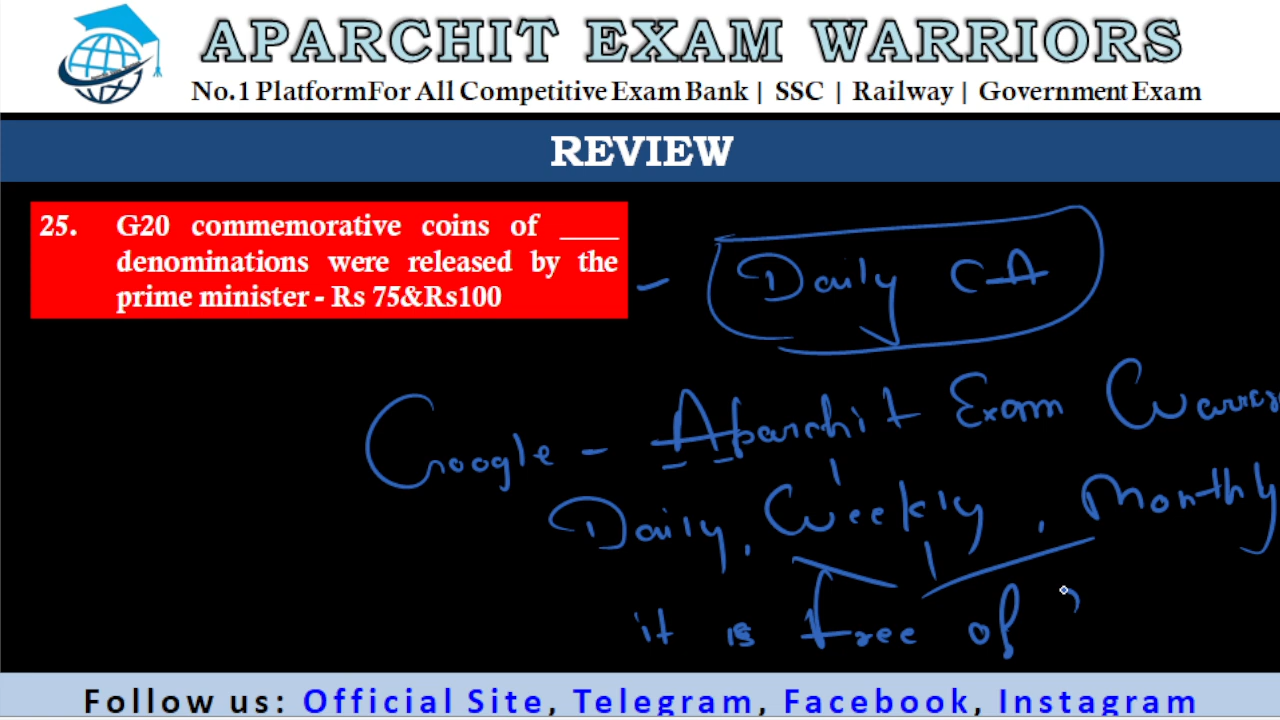 APARCHIT EXAM WARRIORS
No.1 PlatformFor All Competitive Exam Bank | SSC | Railway | Government Exam
REVIEW
25. G20 commemorative coins of ____
denominations were released by the
prime minister - Rs 75&Rs100
- Daily CA
Google - Aparchit Exam
Daily, Weekly, Monthly
it is free of
Follow us: Official Site, Telegram, Facebook, Instagram